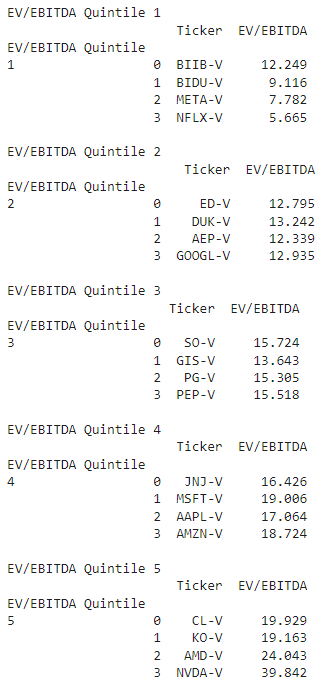 EV/EBITDA Quintile 1
Ticker EV/EBITDA
EV/EBITDA Quintile
1 0 BIIB-V 12.249
1 BIDU-V 9.116
2 META-V 7.782
3 NFLX-V 5.665
EV/EBITDA Quintile 2
Ticker EV/EBITDA
EV/EBITDA Quintile
2 0 ED-V 12.795
1 DUK-V 13.242
2 AEP-V 12.339
3 GOOGL-V 12.935
EV/EBITDA Quintile 3
Ticker EV/EBITDA
EV/EBITDA Quintile
3 0 SO-V 15.724
1 GIS-V 13.643
2 PG-V 15.305
3 PEP-V 15.518
EV/EBITDA Quintile 4
Ticker EV/EBITDA
EV/EBITDA Quintile
4 0 JNJ-V 16.426
1 MSFT-V 19.006
2 AAPL-V 17.064
3 AMZN-V 18.724
EV/EBITDA Quintile 5
Ticker EV/EBITDA
EV/EBITDA Quintile
5 0 CL-V 19.929
1 KO-V 19.163
2 AMD-V 24.043
3 NVDA-V 39.842